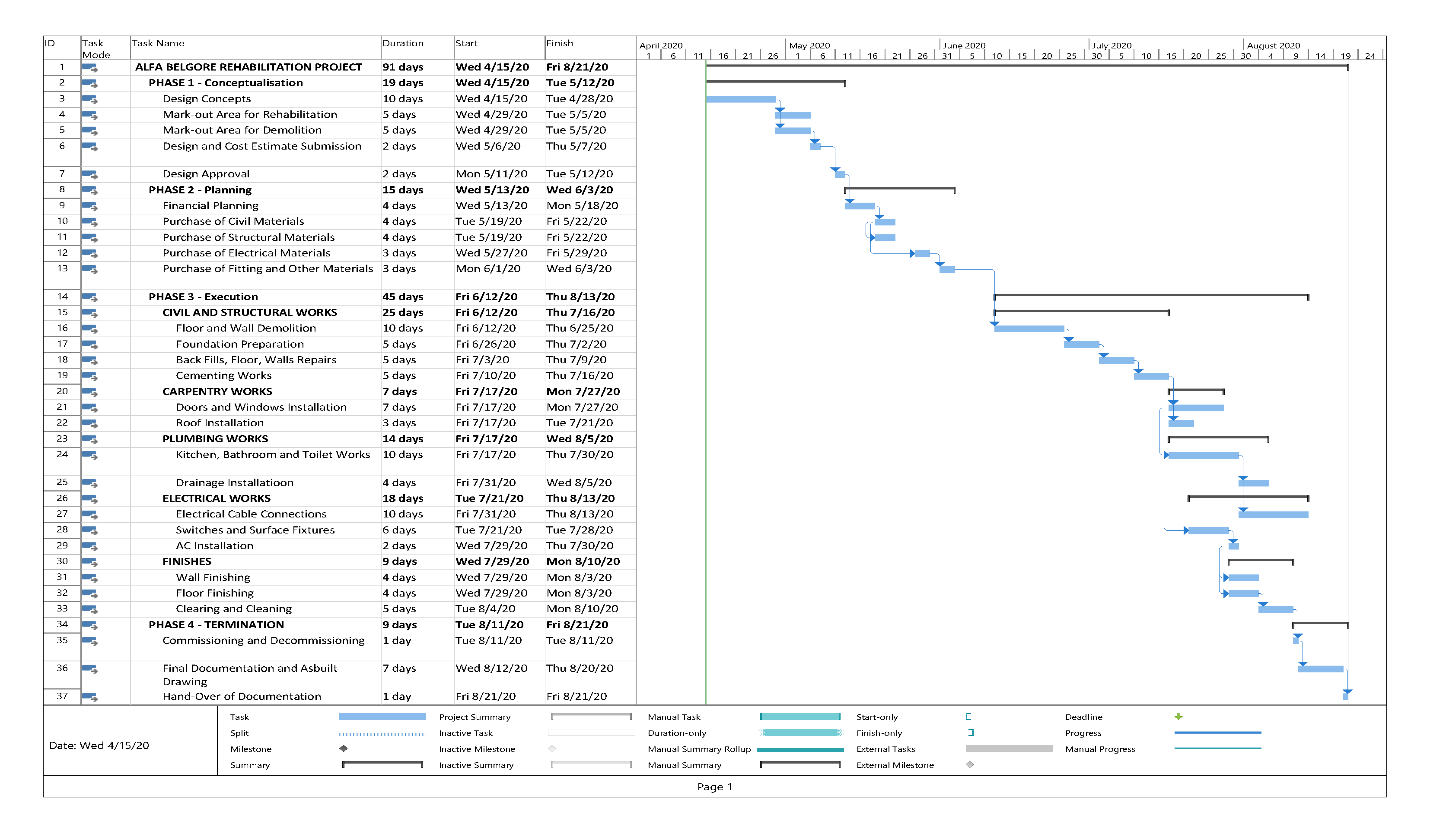 ID Task Mode Task Name Duration Start Finish
April 2020 May 2020 June 2020 July 2020 August 2020
1 6 11 16 21 26 1 6 11 16 21 26 31 5 10 15 20 25 30 5 10 15 20 25 30 4 9 14 19 24
1 ALFA BELGORE REHABILITATION PROJECT 91 days Wed 4/15/20 Fri 8/21/20
2 PHASE 1 - Conceptualisation 19 days Wed 4/15/20 Tue 5/12/20
3 Design Concepts 10 days Wed 4/15/20 Tue 4/28/20
4 Mark-out Area for Rehabilitation 5 days Wed 4/29/20 Tue 5/5/20
5 Mark-out Area for Demolition 5 days Wed 4/29/20 Tue 5/5/20
6 Design and Cost Estimate Submission 2 days Wed 5/6/20 Thu 5/7/20
7 Design Approval 2 days Mon 5/11/20 Tue 5/12/20
8 PHASE 2 - Planning 15 days Wed 5/13/20 Wed 6/3/20
9 Financial Planning 4 days Wed 5/13/20 Mon 5/18/20
10 Purchase of Civil Materials 4 days Tue 5/19/20 Fri 5/22/20
11 Purchase of Structural Materials 4 days Tue 5/19/20 Fri 5/22/20
12 Purchase of Electrical Materials 3 days Wed 5/27/20 Fri 5/29/20
13 Purchase of Fitting and Other Materials 3 days Mon 6/1/20 Wed 6/3/20
14 PHASE 3 - Execution 45 days Fri 6/12/20 Thu 8/13/20
15 CIVIL AND STRUCTURAL WORKS 25 days Fri 6/12/20 Thu 7/16/20
16 Floor and Wall Demolition 10 days Fri 6/12/20 Thu 6/25/20
17 Foundation Preparation 5 days Fri 6/26/20 Thu 7/2/20
18 Back Fills, Floor, Walls Repairs 5 days Fri 7/3/20 Thu 7/9/20
19 Cementing Works 5 days Fri 7/10/20 Thu 7/16/20
20 CARPENTRY WORKS 7 days Fri 7/17/20 Mon 7/27/20
21 Doors and Windows Installation 7 days Fri 7/17/20 Mon 7/27/20
22 Roof Installation 3 days Fri 7/17/20 Tue 7/21/20
23 PLUMBING WORKS 14 days Fri 7/17/20 Wed 8/5/20
24 Kitchen, Bathroom and Toilet Works 10 days Fri 7/17/20 Thu 7/30/20
25 Drainage Installatioon 4 days Fri 7/31/20 Wed 8/5/20
26 ELECTRICAL WORKS 18 days Tue 7/21/20 Thu 8/13/20
27 Electrical Cable Connections 10 days Fri 7/31/20 Thu 8/13/20
28 Switches and Surface Fixtures 6 days Tue 7/21/20 Tue 7/28/20
29 AC Installation 2 days Wed 7/29/20 Thu 7/30/20
30 FINISHES 9 days Wed 7/29/20 Mon 8/10/20
31 Wall Finishing 4 days Wed 7/29/20 Mon 8/3/20
32 Floor Finishing 4 days Wed 7/29/20 Mon 8/3/20
33 Clearing and Cleaning 5 days Tue 8/4/20 Mon 8/10/20
34 PHASE 4 - TERMINATION 9 days Tue 8/11/20 Fri 8/21/20
35 Commissioning and Decommissioning 1 day Tue 8/11/20 Tue 8/11/20
36 Final Documentation and Asbuilt Drawing 7 days Wed 8/12/20 Thu 8/20/20
37 Hand-Over of Documentation 1 day Fri 8/21/20 Fri 8/21/20
Date: Wed 4/15/20
Task Project Summary Manual Task Start-only Deadline
Split Inactive Task Duration-only Finish-only Progress
Milestone Inactive Milestone Manual Summary Rollup External Tasks Manual Progress
Summary Inactive Summary Manual Summary External Milestone
Page 1